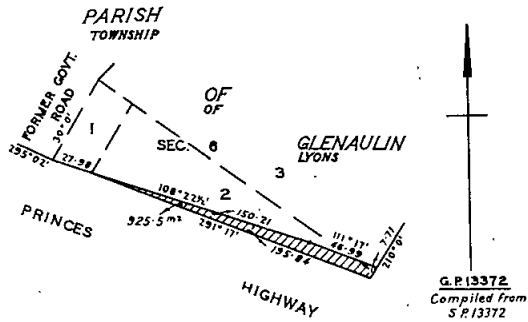 PARISH
TOWNSHIP
OF
OF
GLENAULIN
LYONS
FORMER GOVT.
ROAD
30°0'
1
SEC. 6
3
2
295°02'
27·98
108°22½'
150·21
925·5 m²
291°17'
195·84
111°17'
46·99
7·71
210°0'
PRINCES
HIGHWAY
G.P.13372
Compiled from
S.P.13372